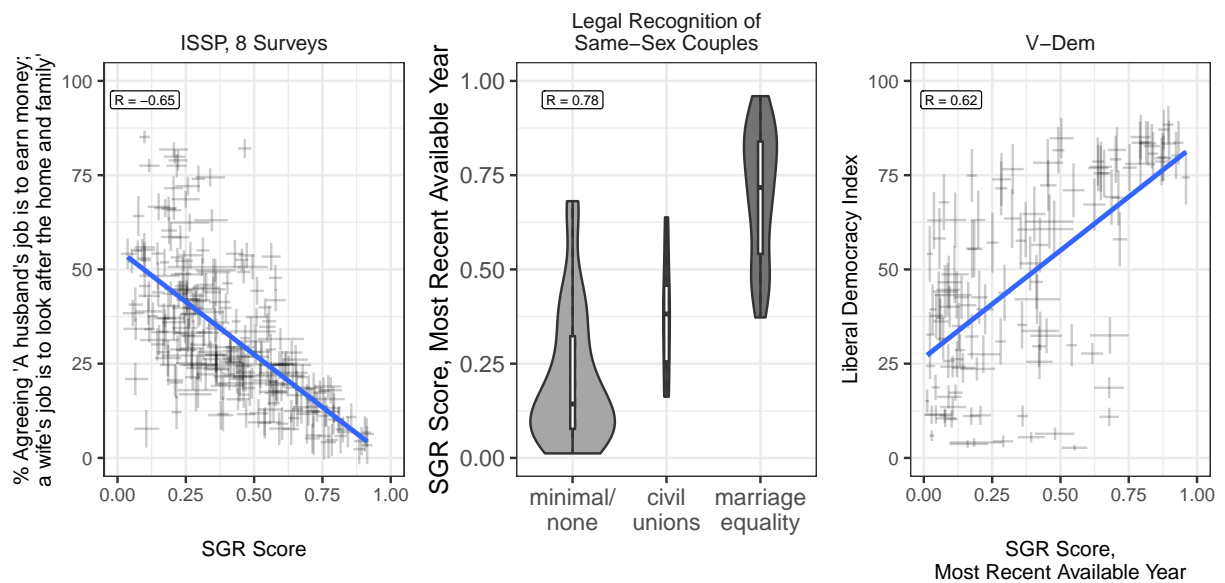 ISSP, 8 Surveys
% Agreeing 'A husband's job is to earn money;
a wife's job is to look after the home and family'
100
75
50
25
0
R = −0.65
0.00 0.25 0.50 0.75 1.00
SGR Score
Legal Recognition of
Same−Sex Couples
SGR Score, Most Recent Available Year
1.00
0.75
0.50
0.25
0.00
R = 0.78
minimal/
none
civil
unions
marriage
equality
V−Dem
Liberal Democracy Index
100
75
50
25
0
R = 0.62
0.00 0.25 0.50 0.75 1.00
SGR Score,
Most Recent Available Year